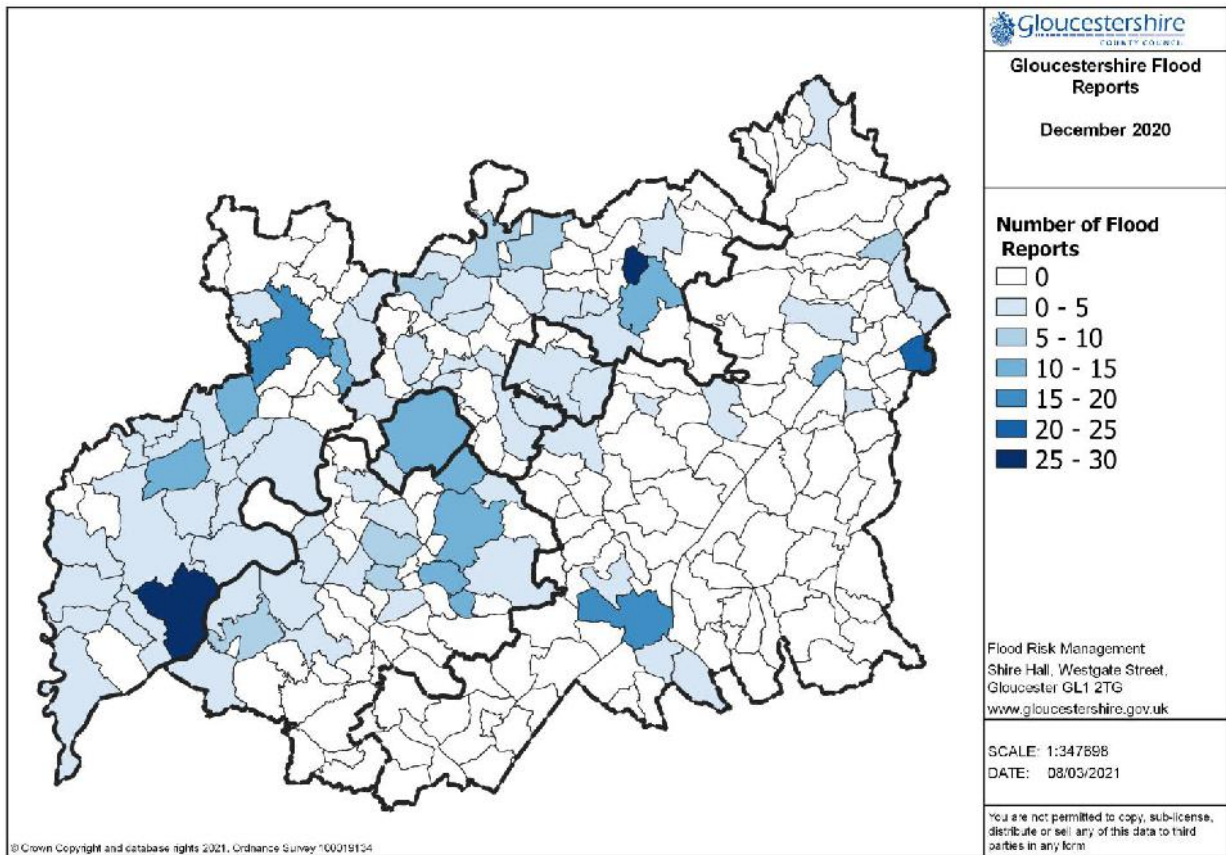 Gloucestershire
COUNTY COUNCIL
Gloucestershire Flood
Reports
December 2020
Number of Flood
Reports
0
0 - 5
5 - 10
10 - 15
15 - 20
20 - 25
25 - 30
Flood Risk Management
Shire Hall, Westgate Street,
Gloucester GL1 2TG
www.gloucestershire.gov.uk
SCALE: 1:347698
DATE: 08/03/2021
You are not permitted to copy, sub-license,
distribute or sell any of this data to third
parties in any form
© Crown Copyright and database rights 2021. Ordnance Survey 100019134